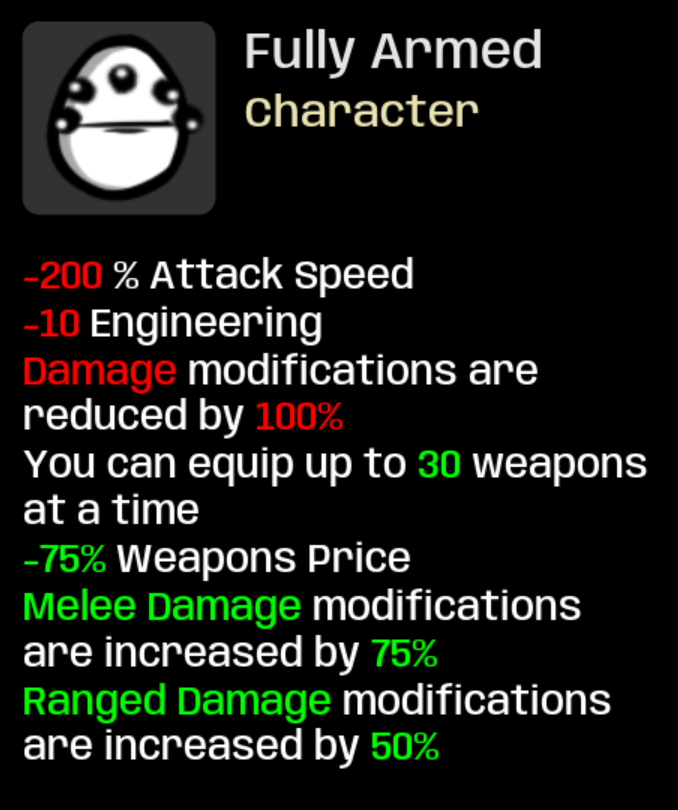 Fully Armed
Character
-200 % Attack Speed
-10 Engineering
Damage modifications are
reduced by 100%
You can equip up to 30 weapons
at a time
-75% Weapons Price
Melee Damage modifications
are increased by 75%
Ranged Damage modifications
are increased by 50%